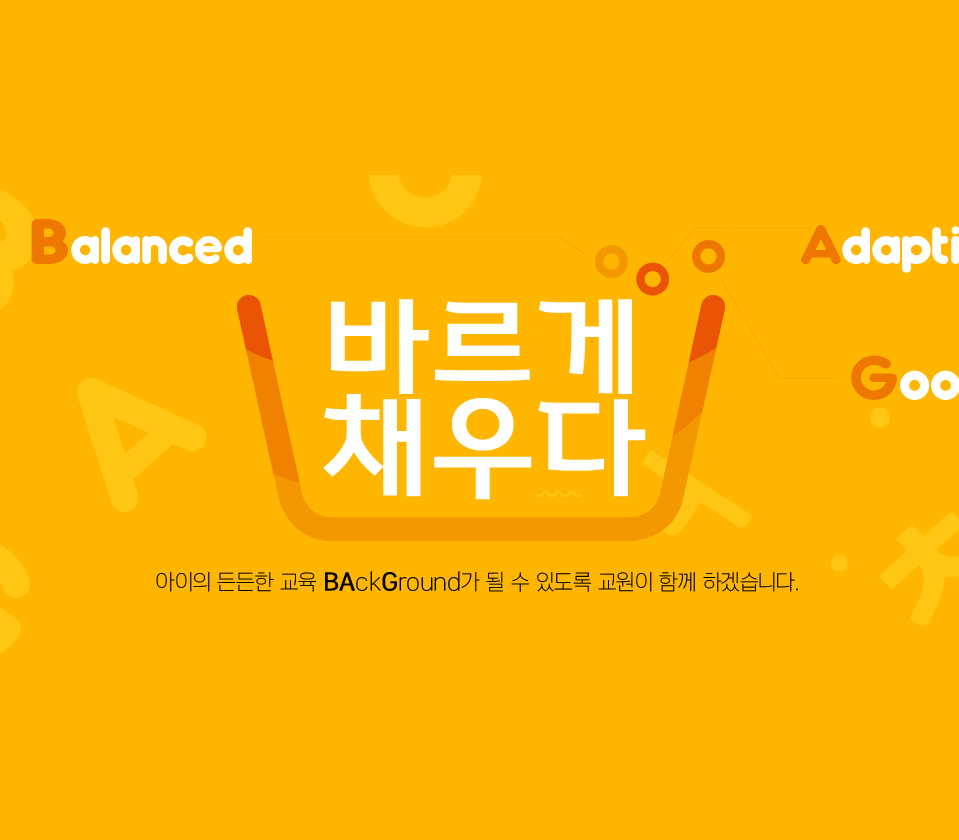 Balanced
Adapti
Goo
바르게
채우다
아이의 든든한 교육 BAckGround가 될 수 있도록 교원이 함께 하겠습니다.